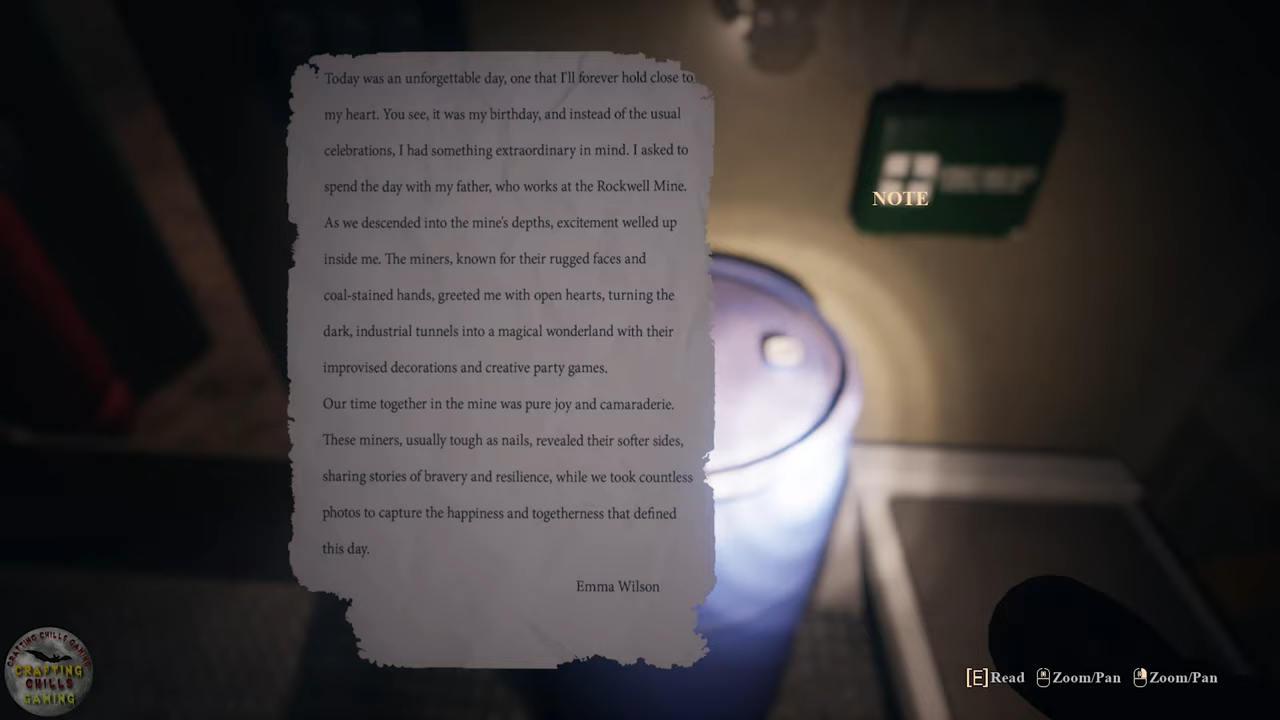 Today was an unforgettable day, one that I'll forever hold close to
my heart. You see, it was my birthday, and instead of the usual
celebrations, I had something extraordinary in mind. I asked to
spend the day with my father, who works at the Rockwell Mine.
As we descended into the mine's depths, excitement welled up
inside me. The miners, known for their rugged faces and
coal-stained hands, greeted me with open hearts, turning the
dark, industrial tunnels into a magical wonderland with their
improvised decorations and creative party games.
Our time together in the mine was pure joy and camaraderie.
These miners, usually tough as nails, revealed their softer sides,
sharing stories of bravery and resilience, while we took countless
photos to capture the happiness and togetherness that defined
this day.
Emma Wilson
NOTE
[E]Read Zoom/Pan Zoom/Pan
CRAFTING CHILLS GAMING
CRAFTING
CHILLS
GAMING